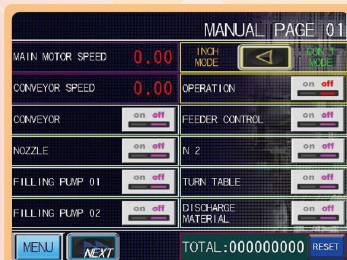 MANUAL PAGE 01
MAIN MOTOR SPEED 0.00 INCH MODE CON'T MODE
CONVEYOR SPEED 0.00 OPERATION on off
CONVEYOR on off FEEDER CONTROL on off
NOZZLE on off N 2 on off
FILLING PUMP 01 on off TURN TABLE on off
FILLING PUMP 02 on off DISCHARGE MATERIAL on off
MENU NEXT TOTAL:000000000 RESET